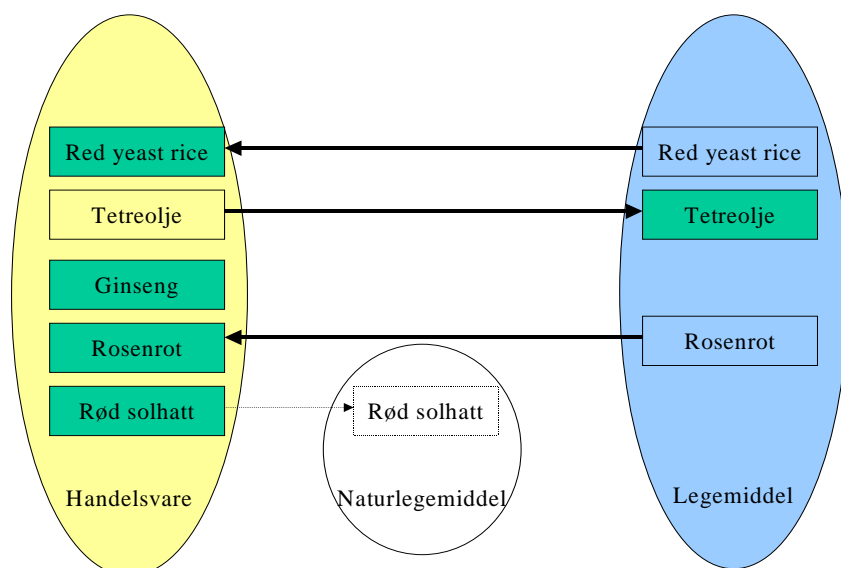 Red yeast rice
Red yeast rice
Tetreolje
Tetreolje
Ginseng
Rosenrot
Rosenrot
Rød solhatt
Rød solhatt
Handelsvare
Naturlegemiddel
Legemiddel